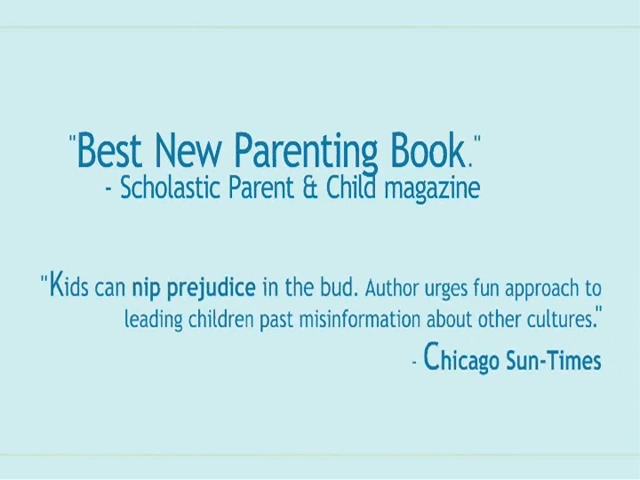 "Best New Parenting Book."
- Scholastic Parent & Child magazine
"Kids can nip prejudice in the bud. Author urges fun approach to
leading children past misinformation about other cultures."
- Chicago Sun-Times